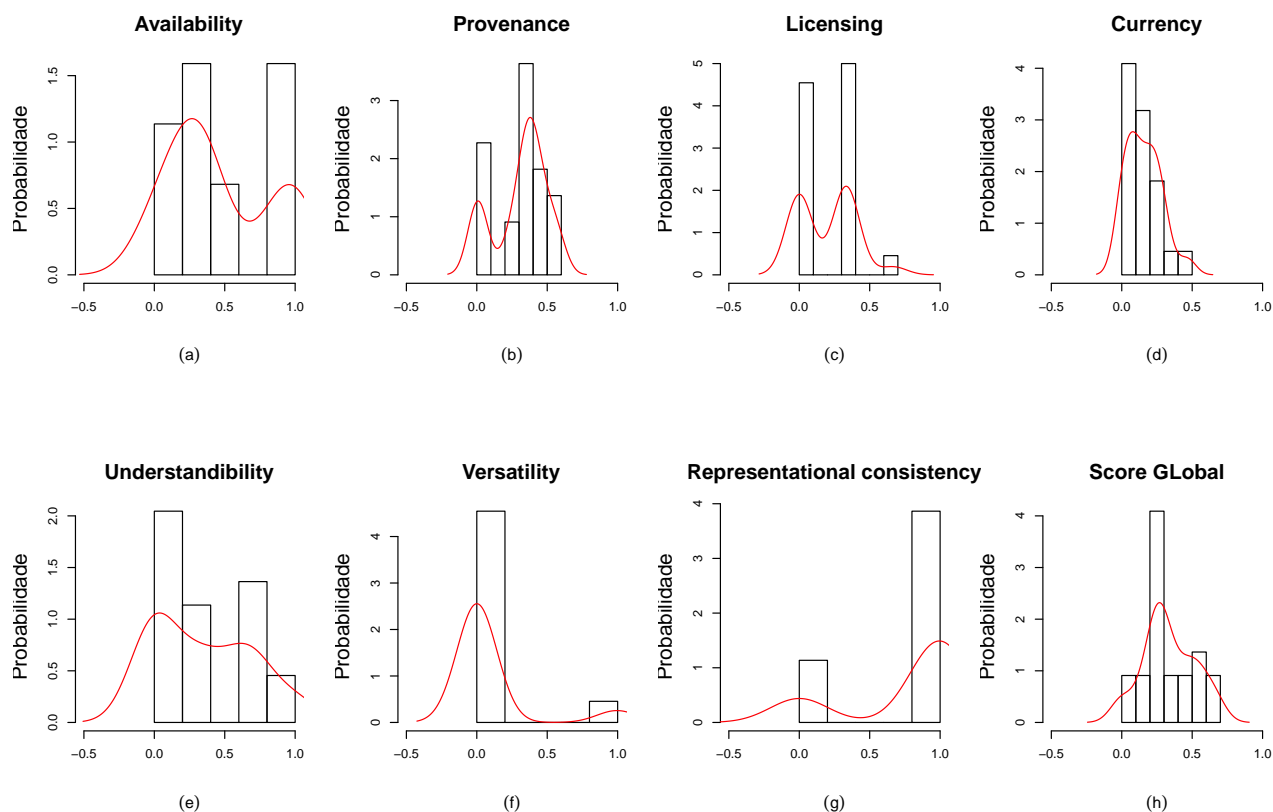 Availability
Probabilidade
0.0 0.5 1.0 1.5
−0.5 0.0 0.5 1.0
(a)
Provenance
Probabilidade
0 1 2 3
−0.5 0.0 0.5 1.0
(b)
Licensing
Probabilidade
0 1 2 3 4 5
−0.5 0.0 0.5 1.0
(c)
Currency
Probabilidade
0 1 2 3 4
−0.5 0.0 0.5 1.0
(d)
Understandibility
Probabilidade
0.0 0.5 1.0 1.5 2.0
−0.5 0.0 0.5 1.0
(e)
Versatility
Probabilidade
0 1 2 3 4
−0.5 0.0 0.5 1.0
(f)
Representational consistency
Probabilidade
0 1 2 3 4
−0.5 0.0 0.5 1.0
(g)
Score GLobal
Probabilidade
0 1 2 3 4
−0.5 0.0 0.5 1.0
(h)